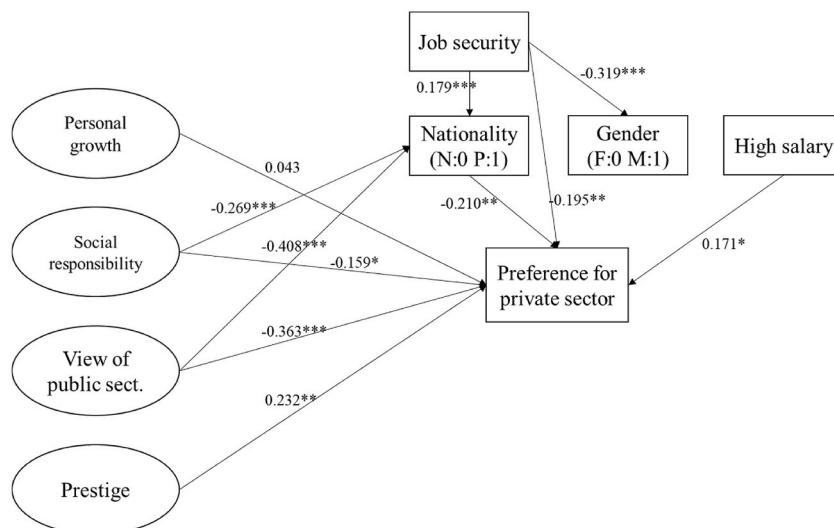 Job security
0.179***
-0.319***
Personal
growth
Nationality
(N:0 P:1)
Gender
(F:0 M:1)
High salary
0.043
-0.269***
-0.210**
-0.195**
Social
responsibility
-0.408***
-0.159*
0.171*
Preference for
private sector
View of
public sect.
-0.363***
0.232**
Prestige